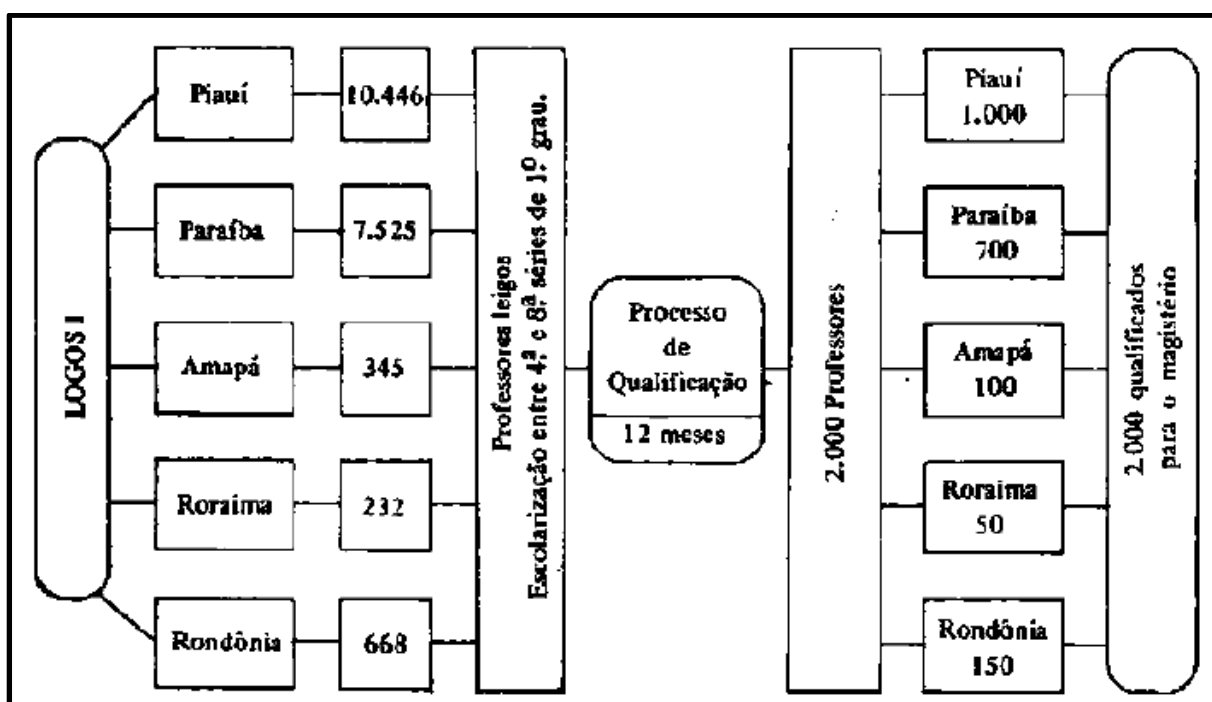 LOGOS I
Piauí
10.446
Paraíba
7.525
Amapá
345
Roraima
232
Rondônia
668
Professores leigos
Escolarização entre 4ª e 8ª séries de 1º grau.
Processo
de
Qualificação
12 meses
2.000 Professores
Piauí
1.000
Paraíba
700
Amapá
100
Roraima
50
Rondônia
150
2.000 qualificados
para o magistério